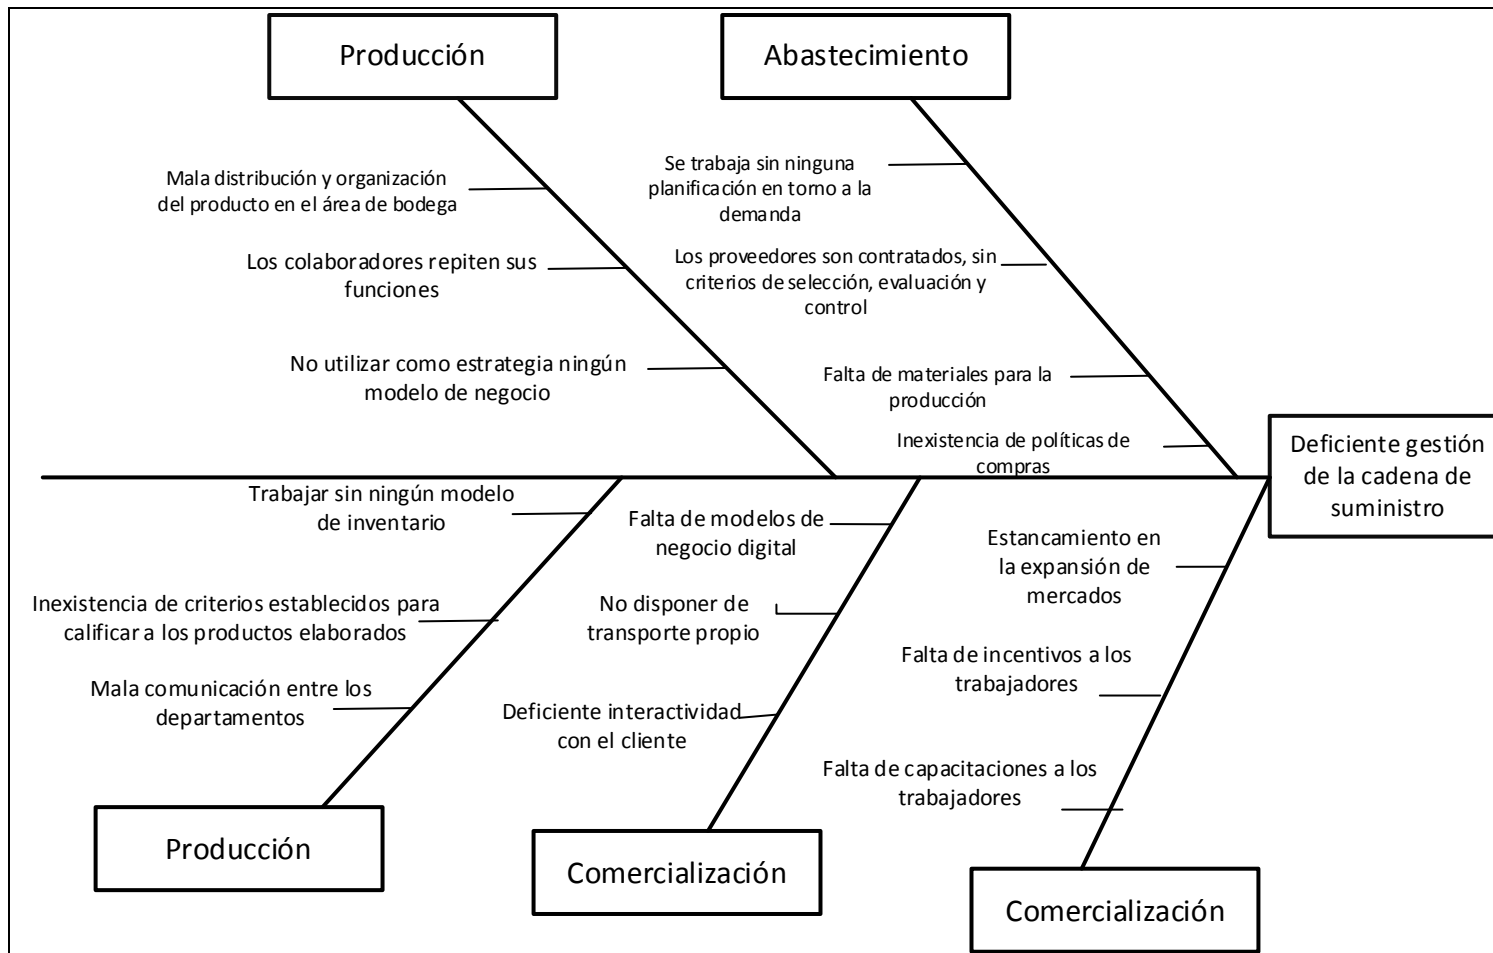 Producción
Abastecimiento
Mala distribución y organización
del producto en el área de bodega
Los colaboradores repiten sus
funciones
No utilizar como estrategia ningún
modelo de negocio
Se trabaja sin ninguna
planificación en torno a la
demanda
Los proveedores son contratados, sin
criterios de selección, evaluación y
control
Falta de materiales para la
producción
Inexistencia de políticas de
compras
Deficiente gestión
de la cadena de
suministro
Trabajar sin ningún modelo
de inventario
Inexistencia de criterios establecidos para
calificar a los productos elaborados
Mala comunicación entre los
departamentos
Producción
Falta de modelos de
negocio digital
No disponer de
transporte propio
Deficiente interactividad
con el cliente
Comercialización
Estancamiento en
la expansión de
mercados
Falta de incentivos a los
trabajadores
Falta de capacitaciones a los
trabajadores
Comercialización